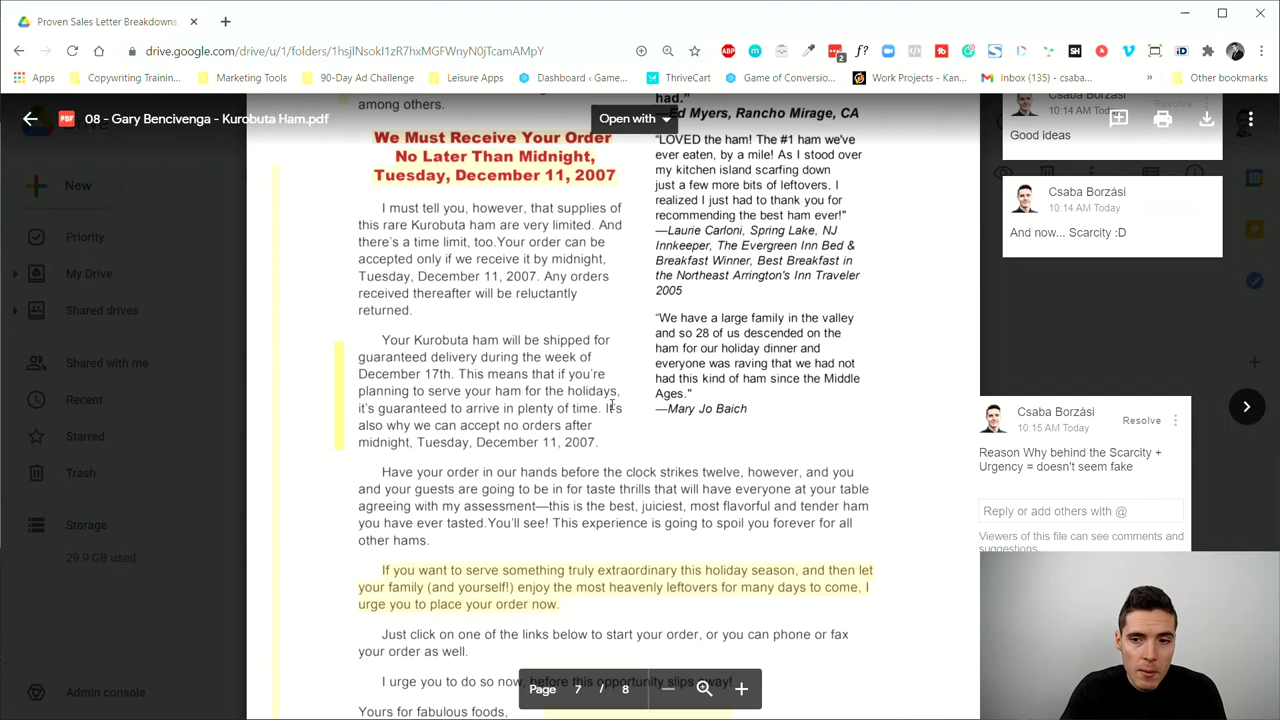 Proven Sales Letter Breakdowns
drive.google.com/drive/u/1/folders/1hsjlNsokI1zR7hxMGFWnyN0jTcamAMpY
Apps
Copywriting Trainin...
Marketing Tools
90-Day Ad Challenge
Leisure Apps
Dashboard ‹ Game...
ThriveCart
Game of Conversio...
Work Projects - Kan...
Inbox (135) - csaba...
Other bookmarks
08 - Gary Bencivenga - Kurobuta Ham.pdf
Open with
New
Priority
My Drive
Shared drives
Shared with me
Recent
Starred
Trash
Storage
29.9 GB used
Admin console
among others.
We Must Receive Your Order
No Later Than Midnight,
Tuesday, December 11, 2007
I must tell you, however, that supplies of
this rare Kurobuta ham are very limited. And
there's a time limit, too.Your order can be
accepted only if we receive it by midnight,
Tuesday, December 11, 2007. Any orders
received thereafter will be reluctantly
returned.
Your Kurobuta ham will be shipped for
guaranteed delivery during the week of
December 17th. This means that if you're
planning to serve your ham for the holidays,
it's guaranteed to arrive in plenty of time. It's
also why we can accept no orders after
midnight, Tuesday, December 11, 2007.
had."
—Ed Myers, Rancho Mirage, CA
"LOVED the ham! The #1 ham we've
ever eaten, by a mile! As I stood over
my kitchen island scarfing down
just a few more bits of leftovers, I
realized I just had to thank you for
recommending the best ham ever!"
—Laurie Carloni, Spring Lake, NJ
Innkeeper, The Evergreen Inn Bed &
Breakfast Winner, Best Breakfast in
the Northeast Arrington's Inn Traveler
2005
"We have a large family in the valley
and so 28 of us descended on the
ham for our holiday dinner and
everyone was raving that we had not
had this kind of ham since the Middle
Ages."
—Mary Jo Baich
Have your order in our hands before the clock strikes twelve, however, and you
and your guests are going to be in for taste thrills that will have everyone at your table
agreeing with my assessment—this is the best, juiciest, most flavorful and tender ham
you have ever tasted.You'll see! This experience is going to spoil you forever for all
other hams.
If you want to serve something truly extraordinary this holiday season, and then let
your family (and yourself!) enjoy the most heavenly leftovers for many days to come, I
urge you to place your order now.
Just click on one of the links below to start your order, or you can phone or fax
your order as well.
I urge you to do so now, before this opportunity slips away!
Yours for fabulous foods,
Page 7 / 8
Csaba Borzási
10:14 AM Today
Resolve
Good ideas
Csaba Borzási
10:14 AM Today
And now... Scarcity :D
Csaba Borzási
10:15 AM Today
Resolve
Reason Why behind the Scarcity +
Urgency = doesn't seem fake
Reply or add others with @
Viewers of this file can see comments and
suggestions.